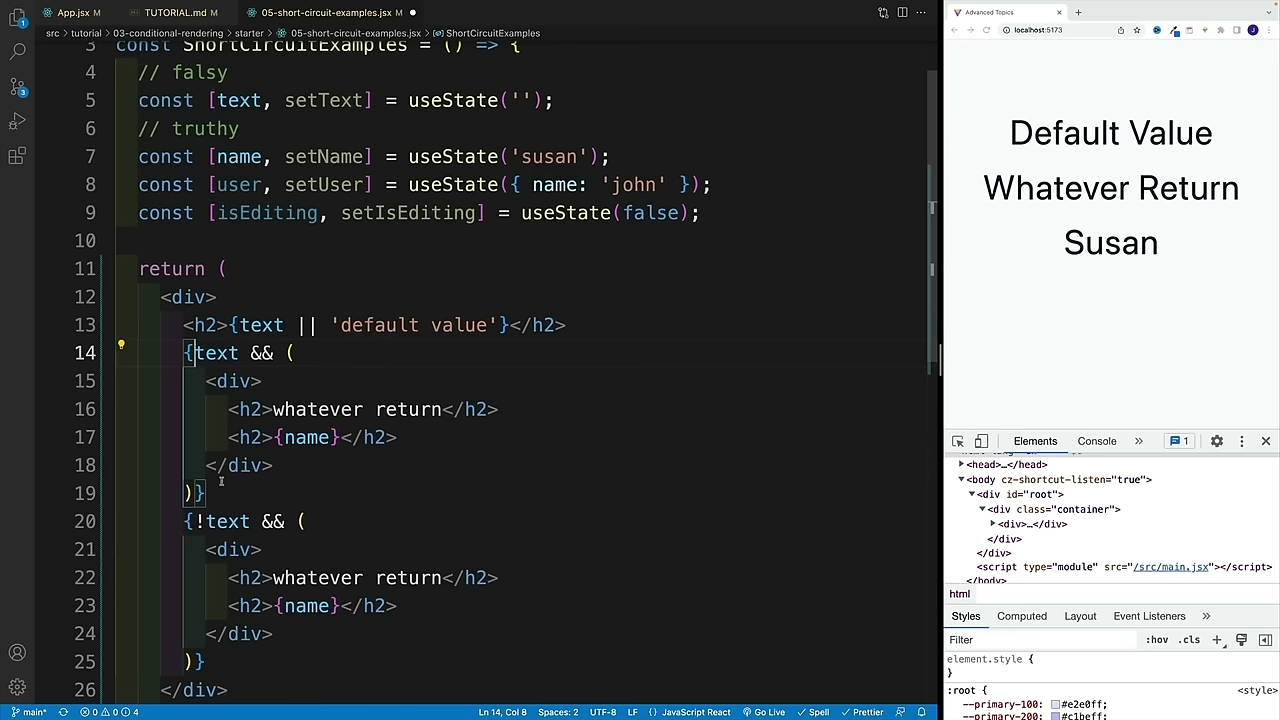 App.jsx M
TUTORIAL.md M
05-short-circuit-examples.jsx M
src > tutorial > 03-conditional-rendering > s > 05-short-circuit-examples.jsx > ShortCircuitExamples
3 const ShortCircuitExamples = () => {
4 // falsy
5 const [text, setText] = useState('');
6 // truthy
7 const [name, setName] = useState('susan');
8 const [user, setUser] = useState({ name: 'john' });
9 const [isEditing, setIsEditing] = useState(false);
10
11 return (
12 <div>
13 <h2>{text || 'default value'}</h2>
14 {text && (
15 <div>
16 <h2>whatever return</h2>
17 <h2>{name}</h2>
18 </div>
19 )}
20 {!text && (
21 <div>
22 <h2>whatever return</h2>
23 <h2>{name}</h2>
24 </div>
25 )}
26 </div>
1
3
main* 0 0 4
Ln 14, Col 8 Spaces: 2 UTF-8 LF JavaScript React Go Live Spell Prettier
Advanced Topics
localhost:5173
J
Default Value
Whatever Return
Susan
Elements Console » 1
<head>…</head>
<body cz-shortcut-listen="true">
<div id="root">
<div class="container">
<div>…</div>
</div>
</div>
<script type="module" src="/src/main.jsx"></script>
</body>
html
Styles Computed Layout Event Listeners »
Filter :hov .cls
element.style {
}
:root { <style>
--primary-100: #e2e0ff;
--primary-200: #c1beff;